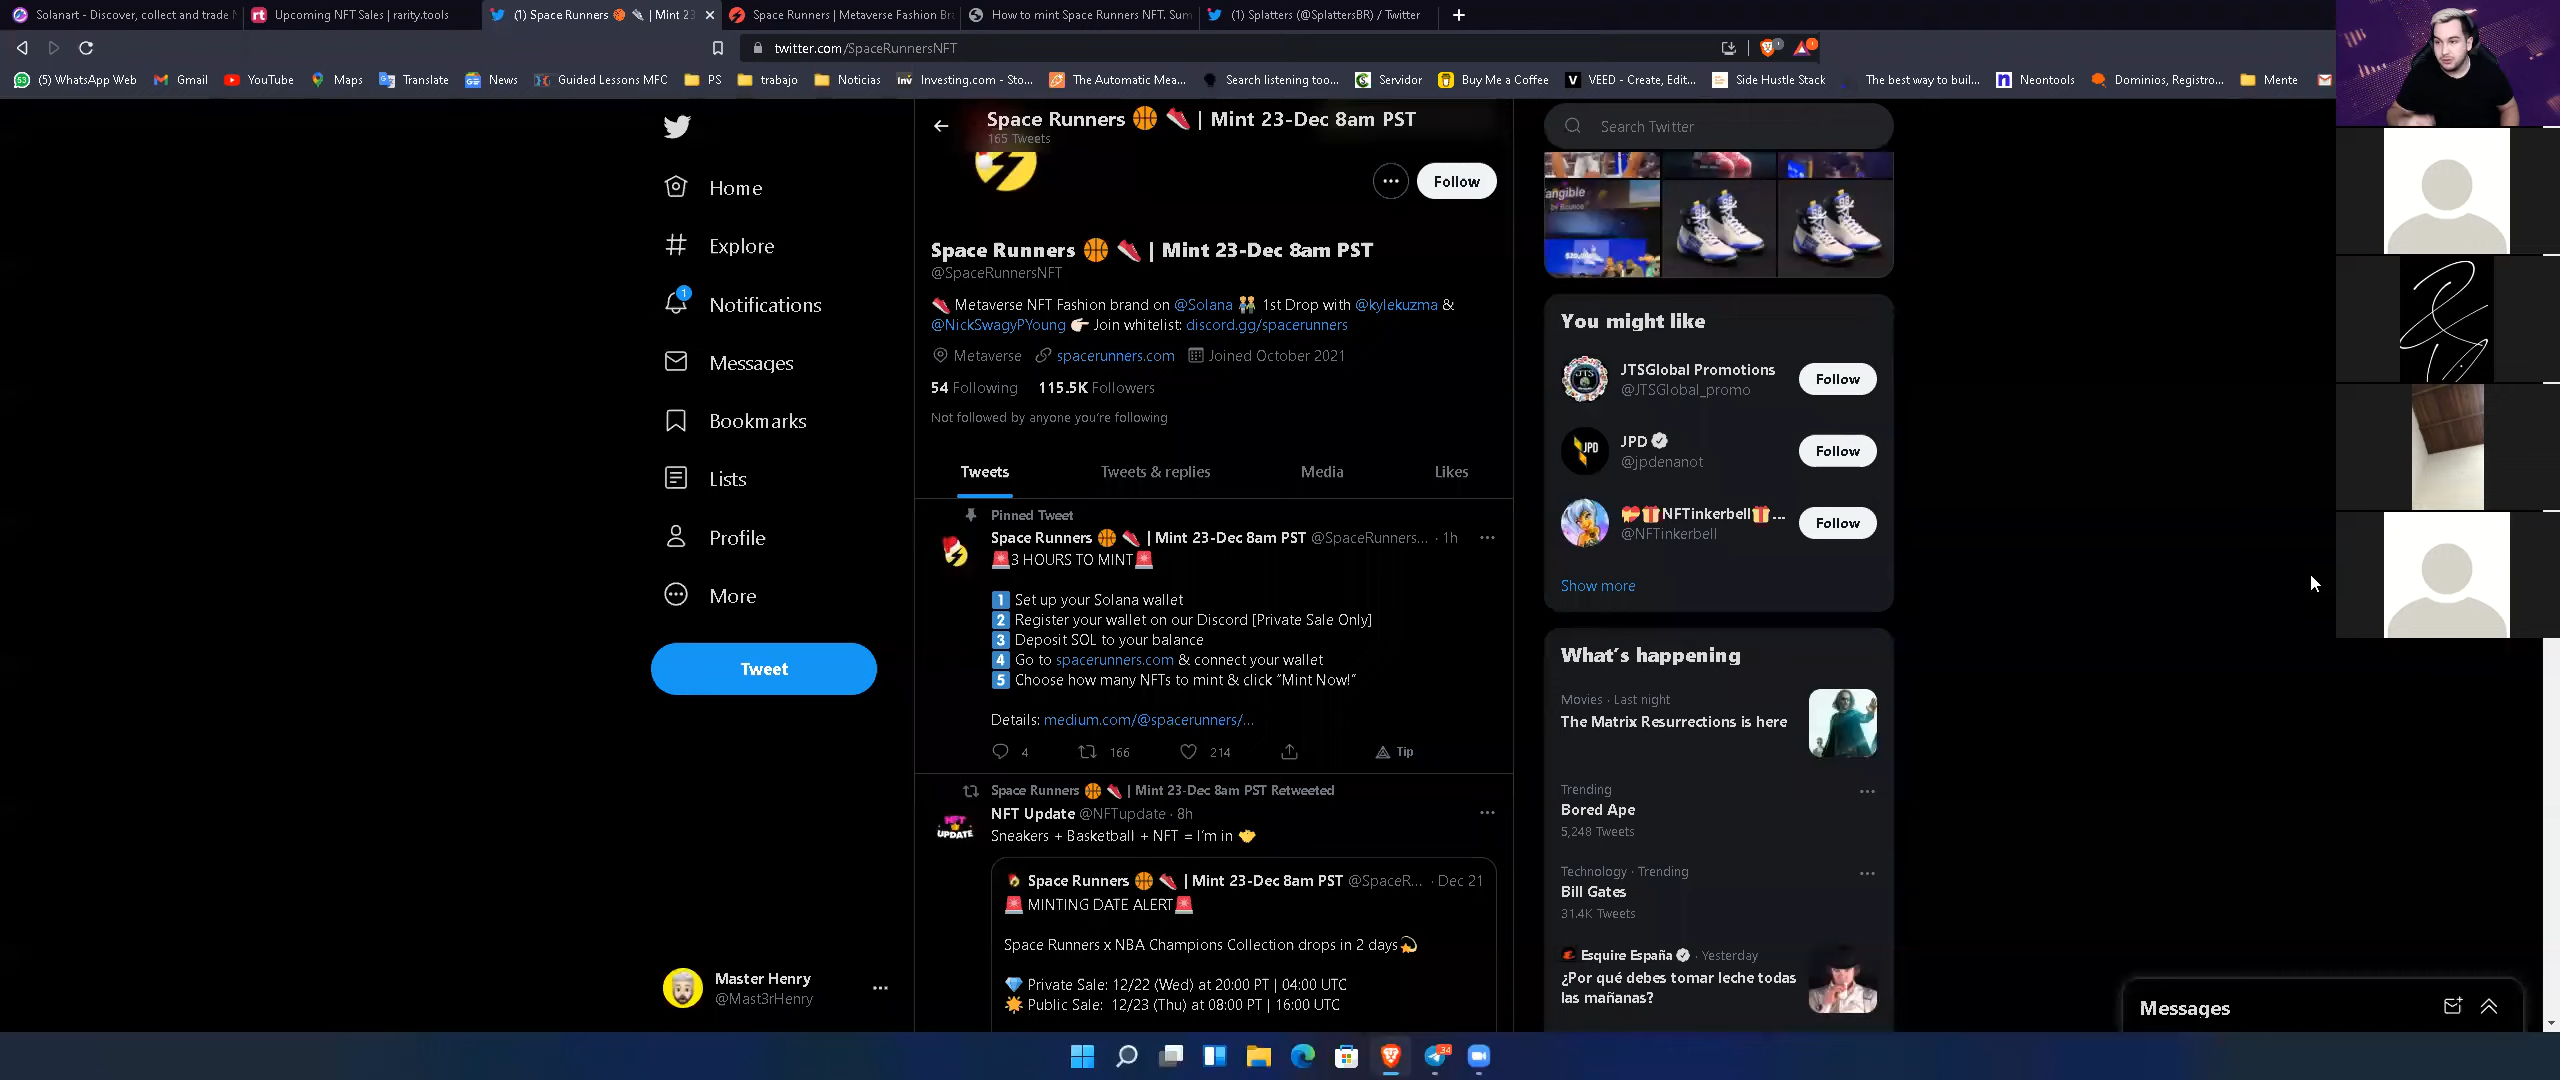 Solanart - Discover, collect and trade N
Upcoming NFT Sales | rarity.tools
(1) Space Runners 🏀 👟 | Mint 23
Space Runners | Metaverse Fashion Br
How to mint Space Runners NFT. Sum
(1) Splatters (@SplattersBR) / Twitter
twitter.com/SpaceRunnersNFT
(5) WhatsApp Web
Gmail
YouTube
Maps
Translate
News
Guided Lessons MFC
PS
trabajo
Noticias
Investing.com - Sto...
The Automatic Mea...
Search listening too...
Servidor
Buy Me a Coffee
VEED - Create, Edit...
Side Hustle Stack
The best way to buil...
Neontools
Dominios, Registro...
Mente
Space Runners 🏀 👟 | Mint 23-Dec 8am PST
165 Tweets
Follow
Space Runners 🏀 👟 | Mint 23-Dec 8am PST
@SpaceRunnersNFT
👟 Metaverse NFT Fashion brand on @Solana 👫 1st Drop with @kylekuzma &
@NickSwagyPYoung 👉🏻 Join whitelist: discord.gg/spacerunners
Metaverse spacerunners.com Joined October 2021
54 Following 115.5K Followers
Not followed by anyone you're following
Tweets
Tweets & replies
Media
Likes
Pinned Tweet
Space Runners 🏀 👟 | Mint 23-Dec 8am PST @SpaceRunners... · 1h
🚨3 HOURS TO MINT🚨
1️⃣ Set up your Solana wallet
2️⃣ Register your wallet on our Discord [Private Sale Only]
3️⃣ Deposit SOL to your balance
4️⃣ Go to spacerunners.com & connect your wallet
5️⃣ Choose how many NFTs to mint & click "Mint Now!"
Details: medium.com/@spacerunners/...
4 166 214 Tip
Space Runners 🏀 👟 | Mint 23-Dec 8am PST Retweeted
NFT Update @NFTupdate · 8h
Sneakers + Basketball + NFT = I'm in 🤝
Space Runners 🏀 👟 | Mint 23-Dec 8am PST @SpaceR... · Dec 21
🚨 MINTING DATE ALERT🚨
Space Runners x NBA Champions Collection drops in 2 days💫
💎 Private Sale: 12/22 (Wed) at 20:00 PT | 04:00 UTC
🌟 Public Sale: 12/23 (Thu) at 08:00 PT | 16:00 UTC
Home
Explore
1
Notifications
Messages
Bookmarks
Lists
Profile
More
Tweet
Master Henry
@Mast3rHenry
Search Twitter
angible
by Bounce
You might like
JTSGlobal Promotions
@JTSGlobal_promo
Follow
JPD
@jpdenanot
Follow
💝🎁NFTinkerbell🎁...
@NFTinkerbell
Follow
Show more
What's happening
Movies · Last night
The Matrix Resurrections is here
Trending
Bored Ape
5,248 Tweets
Technology · Trending
Bill Gates
31.4K Tweets
Esquire España · Yesterday
¿Por qué debes tomar leche todas
las mañanas?
Messages
34